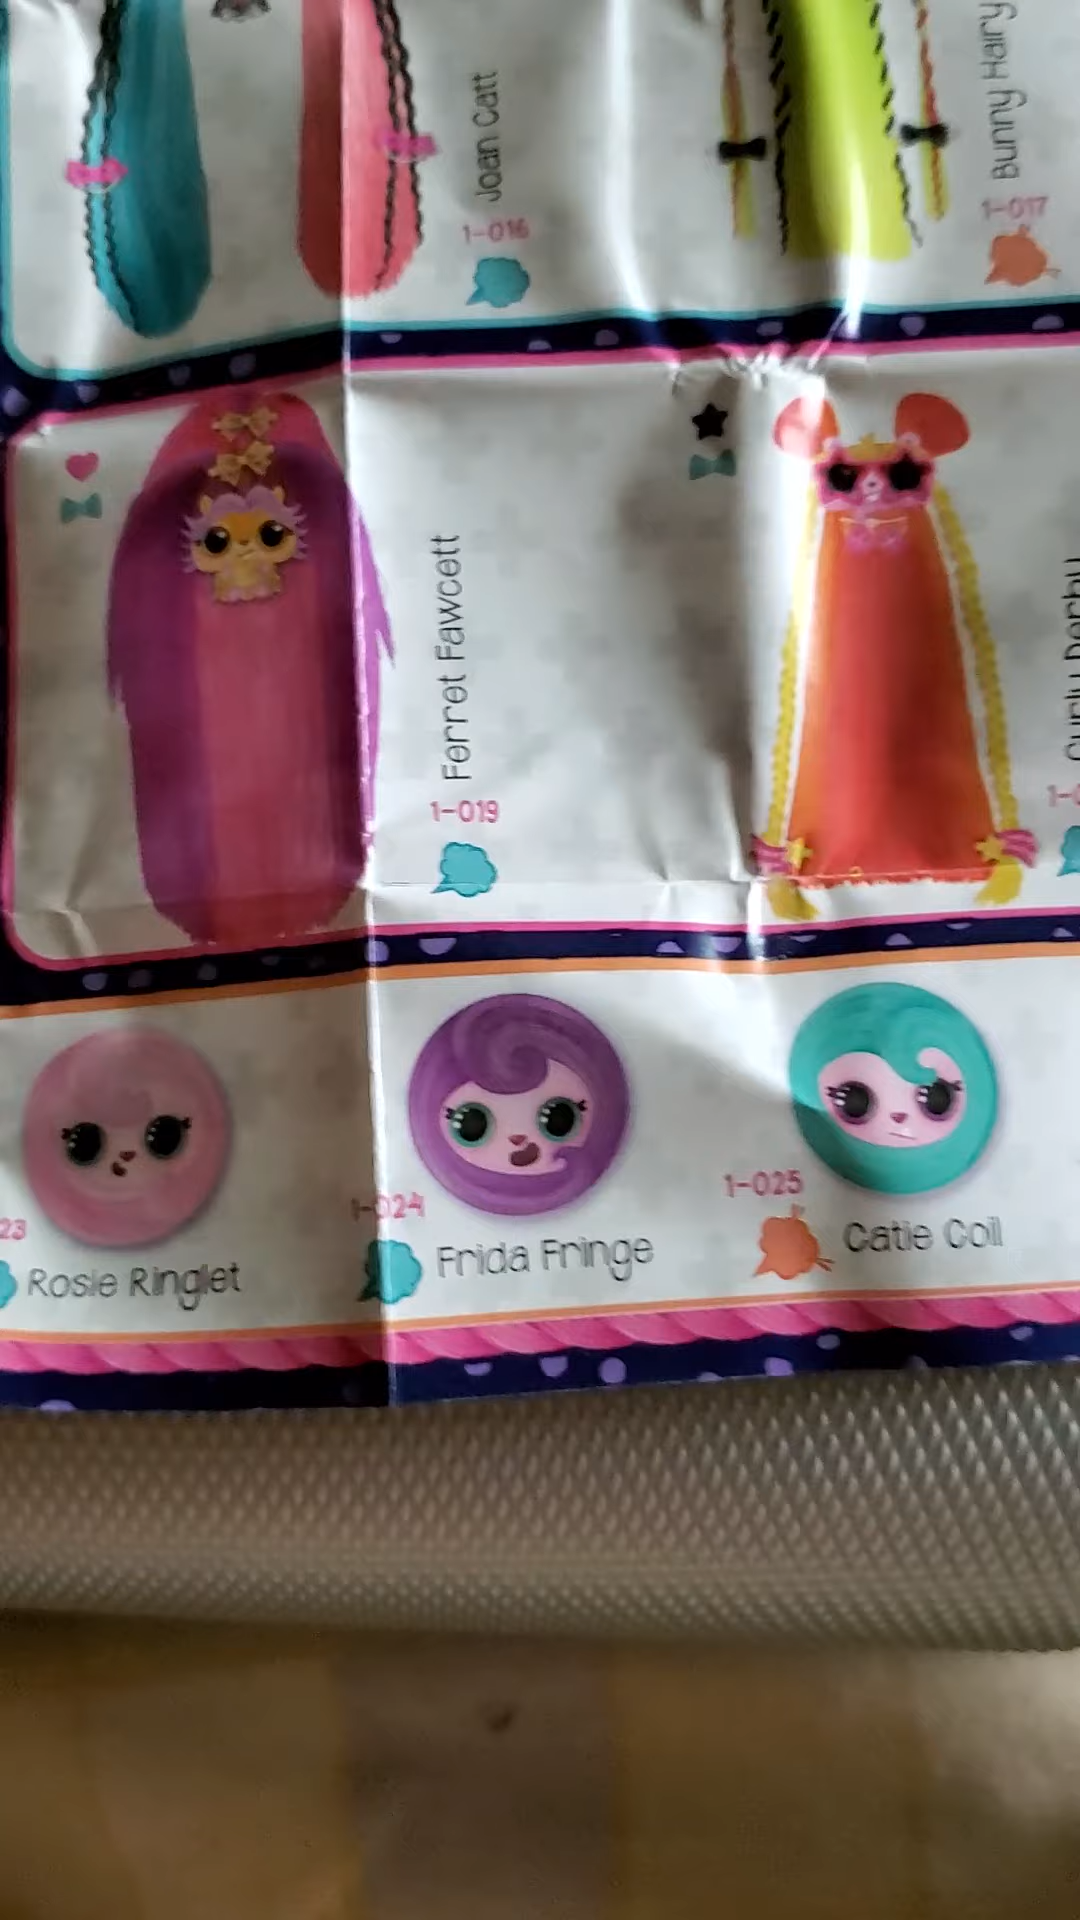 Joan Catt
1-016
Bunny Hairy
1-017
Ferret Fawcett
1-019
23
Rosie Ringlet
1-024
Frida Fringe
1-025
Catie Coil